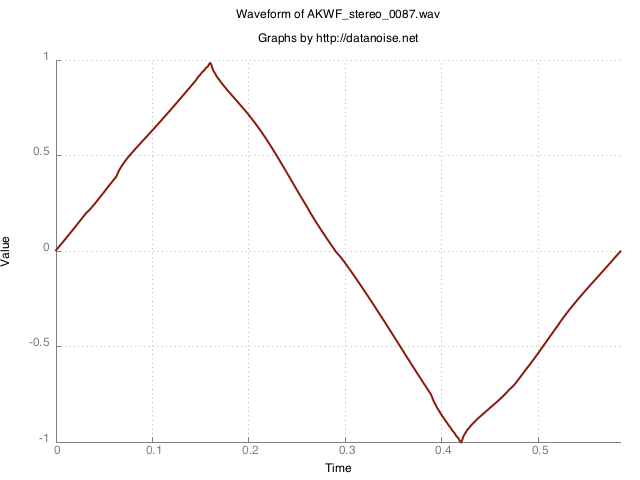 Waveform of AKWF_stereo_0087.wav
Graphs by http://datanoise.net
1
0.5
0
-0.5
-1
Value
0 0.1 0.2 0.3 0.4 0.5
Time